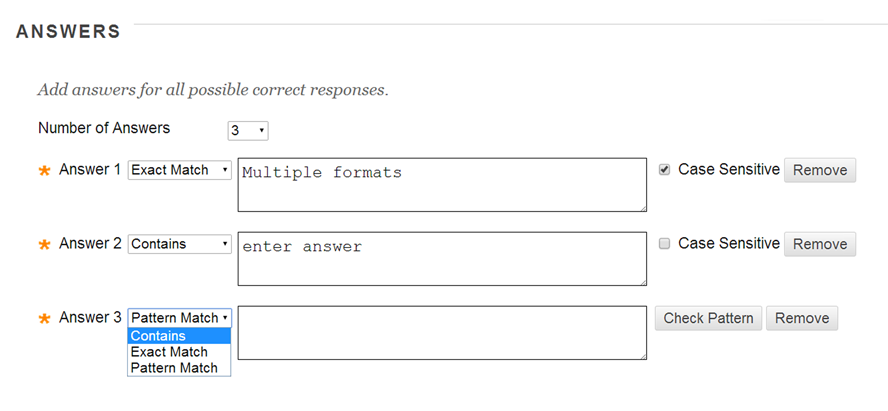 ANSWERS
Add answers for all possible correct responses.
Number of Answers 3
Answer 1 Exact Match Multiple formats Case Sensitive Remove
Answer 2 Contains enter answer Case Sensitive Remove
Answer 3 Pattern Match Check Pattern Remove
Contains
Exact Match
Pattern Match